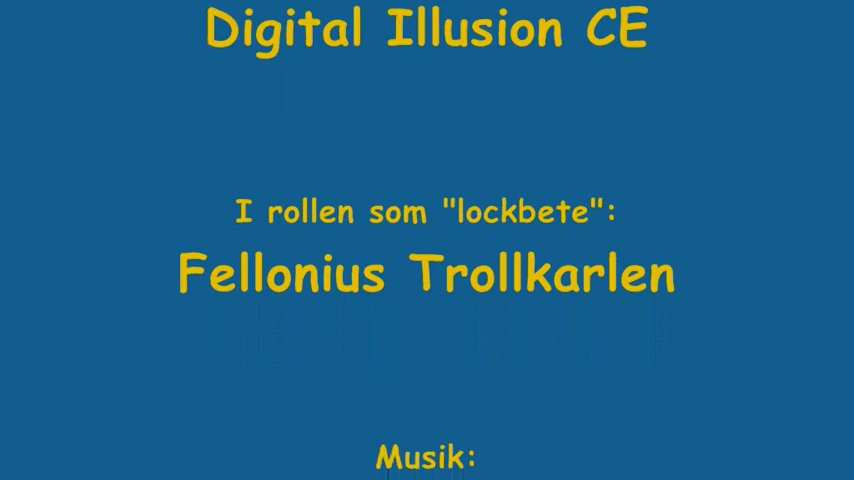 Digital Illusion CE
I rollen som "lockbete":
Fellonius Trollkarlen
Musik: